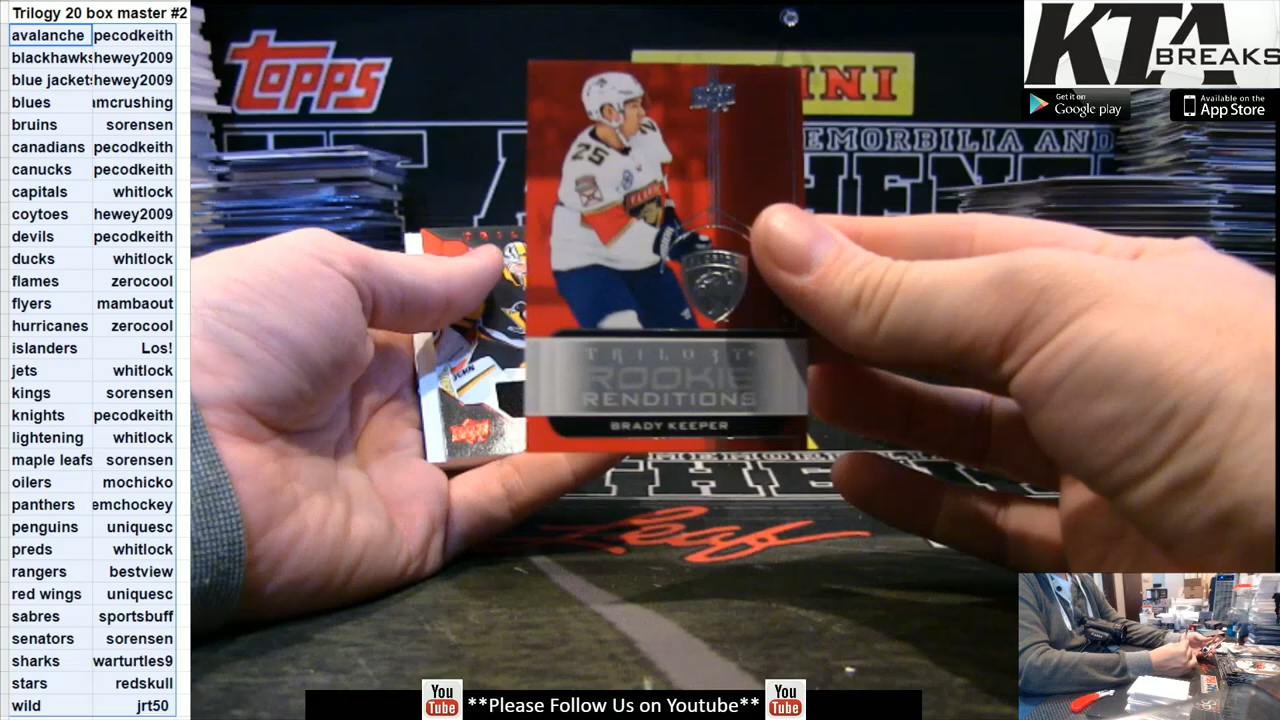 Trilogy 20 box master #2
avalanche pecodkeith
blackhawks hewey2009
blue jackets hewey2009
blues amcrushing
bruins sorensen
canadians pecodkeith
canucks pecodkeith
capitals whitlock
coytoes hewey2009
devils pecodkeith
ducks whitlock
flames zerocool
flyers mambaout
hurricanes zerocool
islanders Los!
jets whitlock
kings sorensen
knights pecodkeith
lightening whitlock
maple leafs sorensen
oilers mochicko
panthers emchockey
penguins uniquesc
preds whitlock
rangers bestview
red wings uniquesc
sabres sportsbuff
senators sorensen
sharks warturtles9
stars redskull
wild jrt50
TOPPS
MEMORBILIA AND
25
TRILOGY
ROOKIE
RENDITIONS
BRADY KEEPER
Leaf
KTA
BREAKS
Get it on
Google play
Available on the
App Store
You
Tube
**Please Follow Us on Youtube**
You
Tube